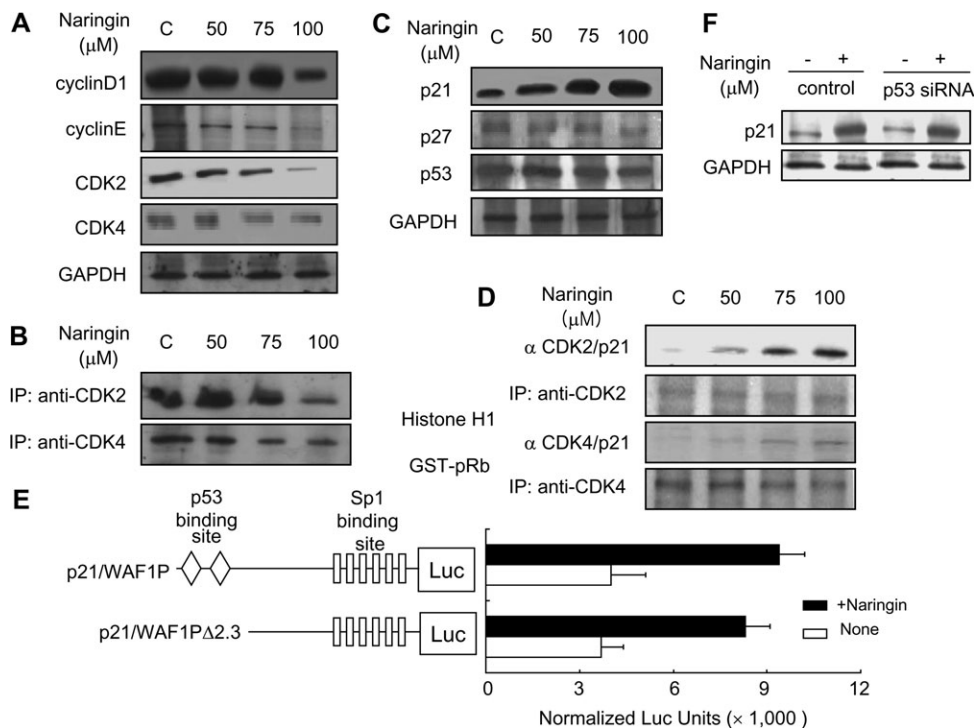 A
Naringin
(μM)
C 50 75 100
cyclinD1
cyclinE
CDK2
CDK4
GAPDH
B
Naringin
(μM)
C 50 75 100
IP: anti-CDK2
IP: anti-CDK4
Histone H1
GST-pRb
C
Naringin
(μM)
C 50 75 100
p21
p27
p53
GAPDH
D
Naringin
(μM)
C 50 75 100
α CDK2/p21
IP: anti-CDK2
α CDK4/p21
IP: anti-CDK4
E
p53
binding
site
Sp1
binding
site
p21/WAF1P
Luc
p21/WAF1PΔ2.3
Luc
+Naringin
None
0 3 6 9 12
Normalized Luc Units (× 1,000 )
F
Naringin
(μM)
- + - +
control p53 siRNA
p21
GAPDH